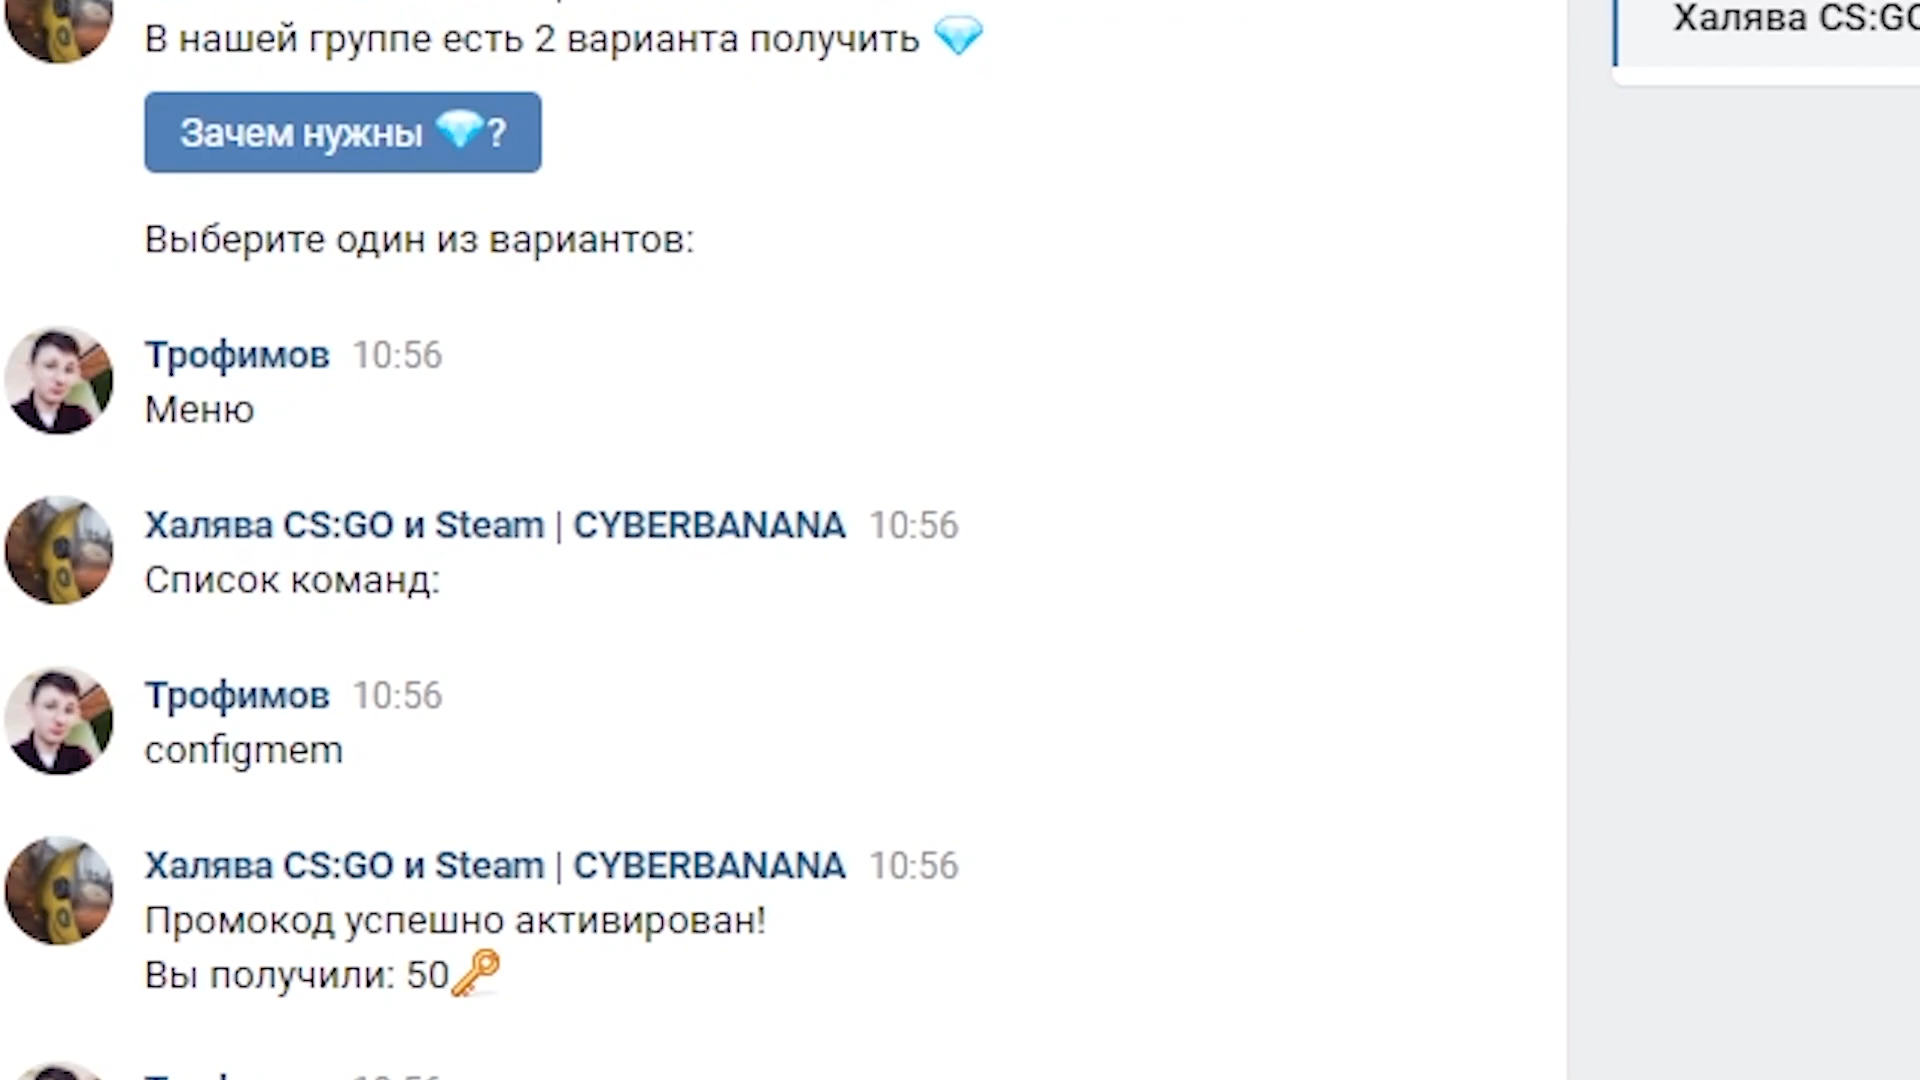 В нашей группе есть 2 варианта получить 💎
Зачем нужны 💎?
Выберите один из вариантов:
Трофимов 10:56
Меню
Халява CS:GO и Steam | CYBERBANANA 10:56
Список команд:
Трофимов 10:56
configmem
Халява CS:GO и Steam | CYBERBANANA 10:56
Промокод успешно активирован!
Вы получили: 50🔑
Халява CS:GO